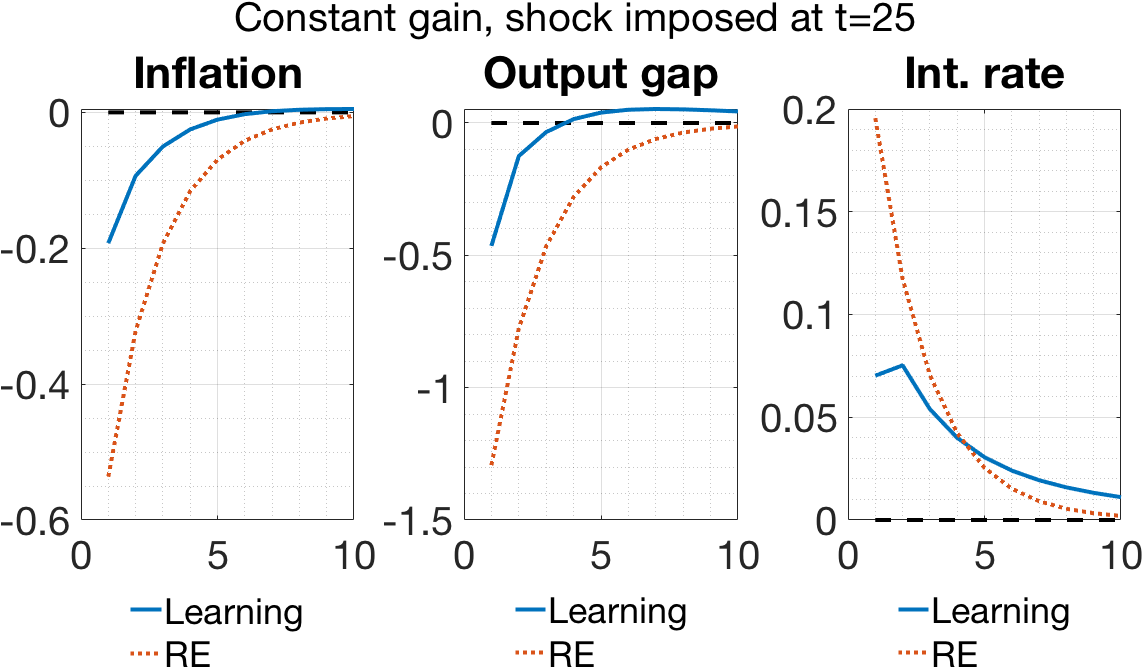 Constant gain, shock imposed at t=25
Inflation
0
-0.2
-0.4
-0.6
0 5 10
Learning
RE
Output gap
0
-0.5
-1
-1.5
0 5 10
Learning
RE
Int. rate
0.2
0.15
0.1
0.05
0
0 5 10
Learning
RE